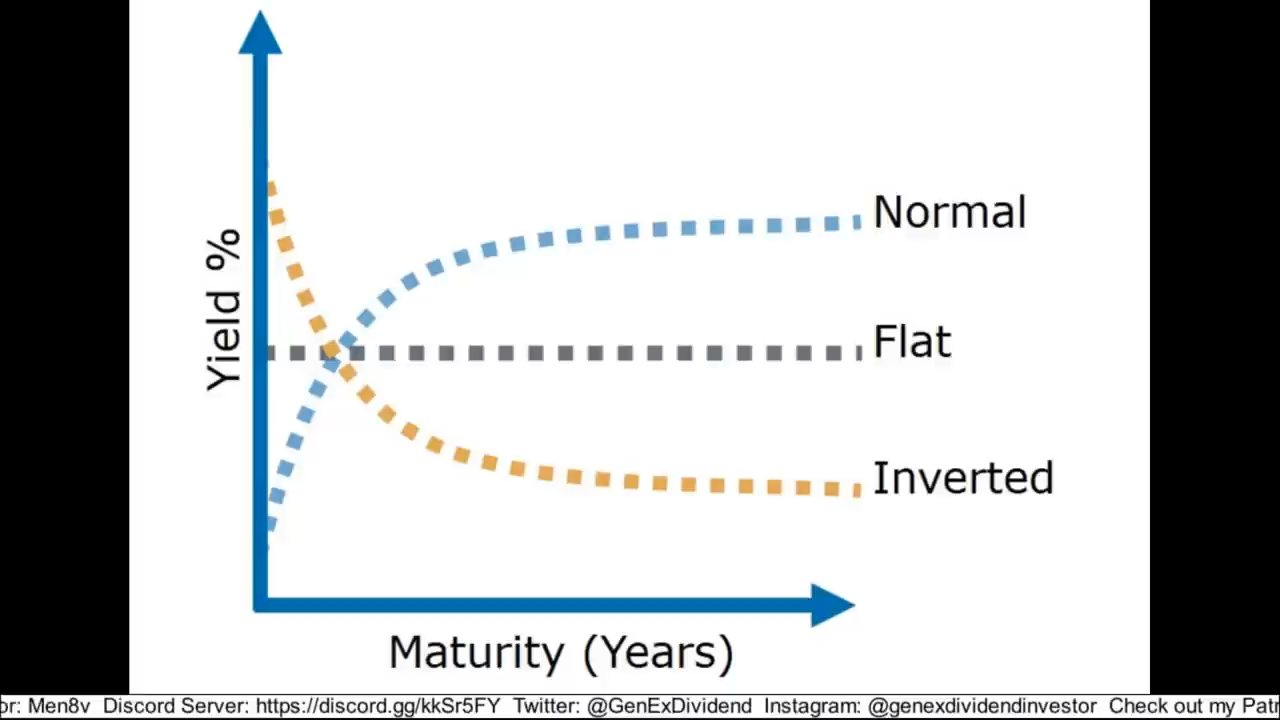 Normal
Yield %
Flat
Inverted
Maturity (Years)
Men8v Discord Server: https://discord.gg/kkSr5FY Twitter: @GenExDividend Instagram: @genexdividendinvestor Check out my